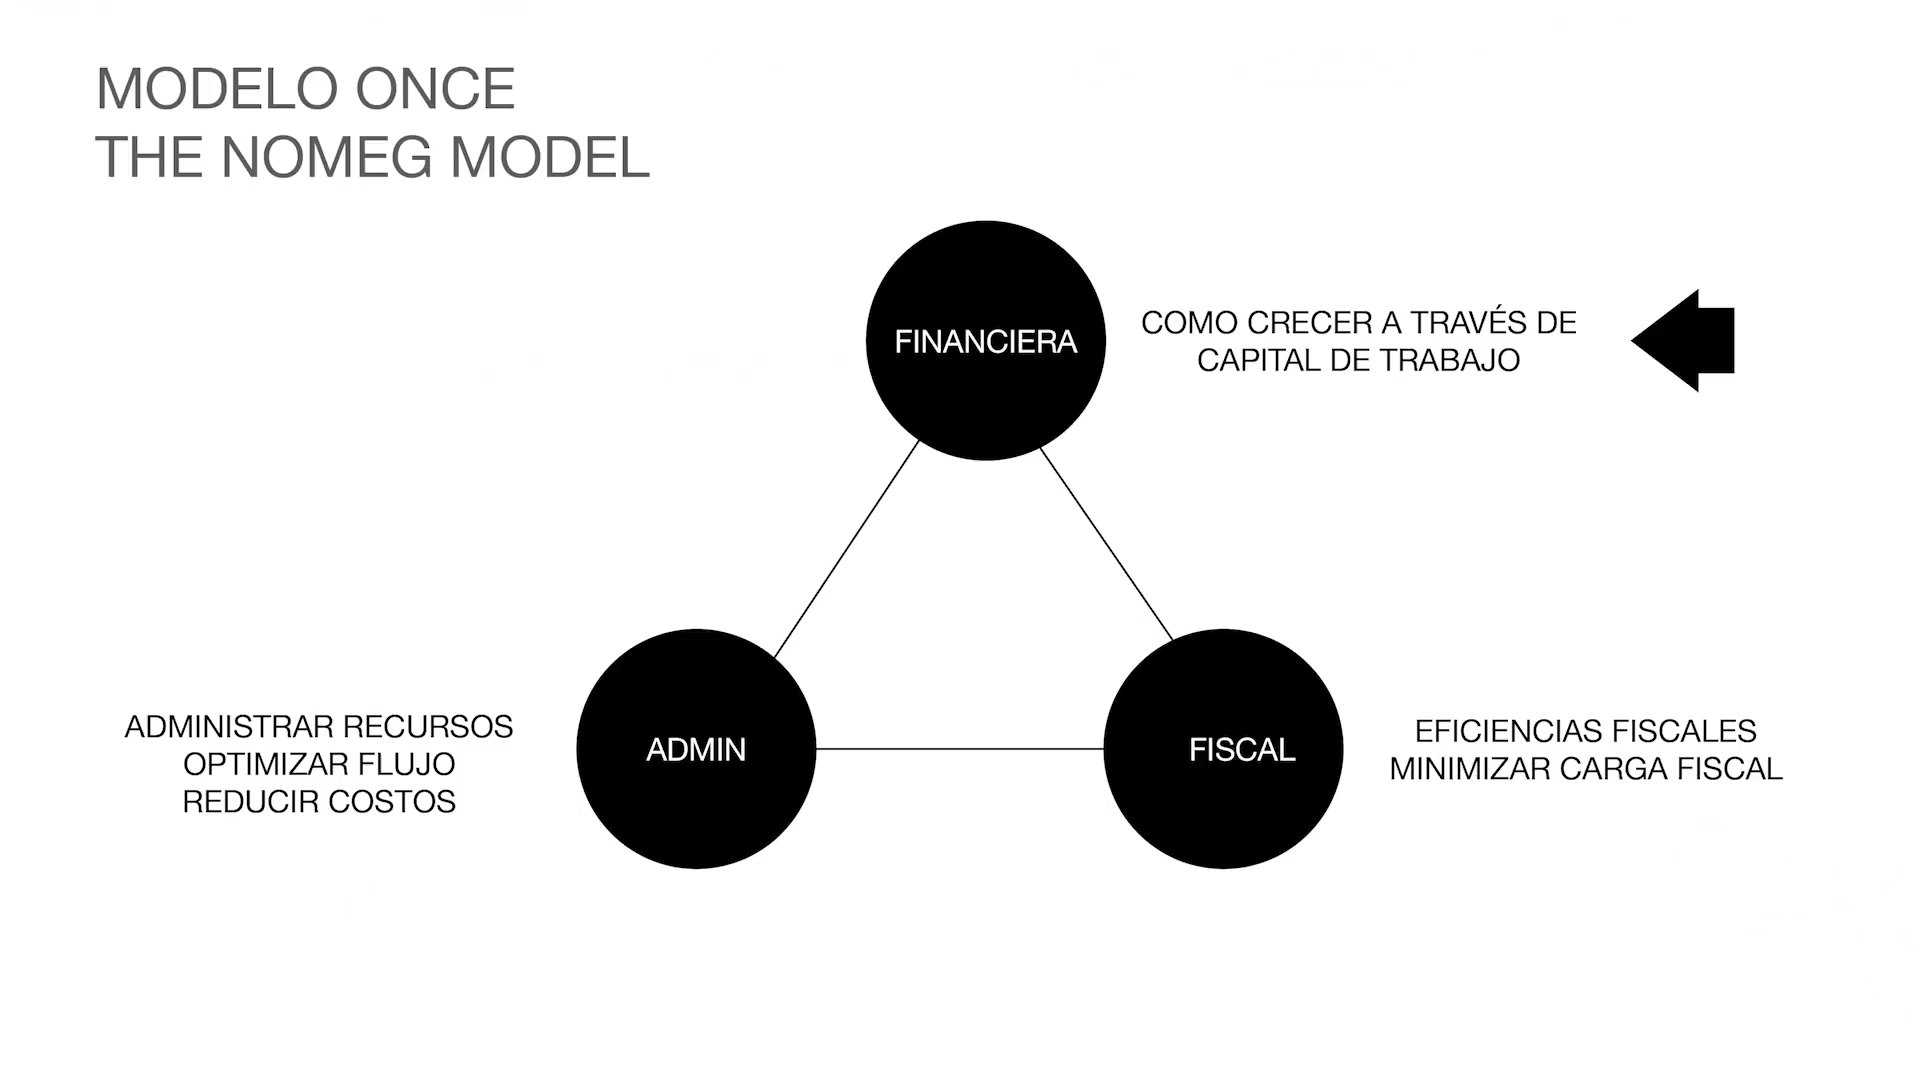 MODELO ONCE
THE NOMEG MODEL
FINANCIERA
COMO CRECER A TRAVÉS DE
CAPITAL DE TRABAJO
ADMINISTRAR RECURSOS
OPTIMIZAR FLUJO
REDUCIR COSTOS
ADMIN
FISCAL
EFICIENCIAS FISCALES
MINIMIZAR CARGA FISCAL